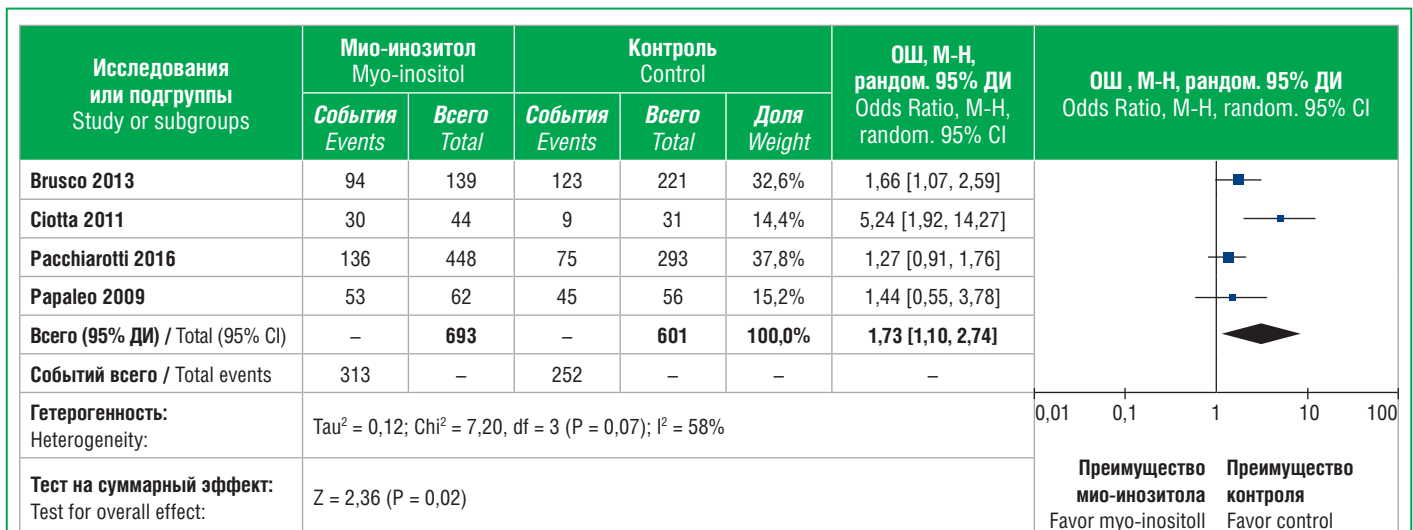 Исследования
или подгруппы
Study or subgroups
Мио-инозитол
Myo-inositol
Контроль
Control
ОШ, М-Н,
рандом. 95% ДИ
Odds Ratio, M-H,
random. 95% CI
ОШ , М-Н, рандом. 95% ДИ
Odds Ratio, M-H, random. 95% CI
События
Events
Всего
Total
События
Events
Всего
Total
Доля
Weight
Brusco 2013 94 139 123 221 32,6% 1,66 [1,07, 2,59]
Ciotta 2011 30 44 9 31 14,4% 5,24 [1,92, 14,27]
Pacchiarotti 2016 136 448 75 293 37,8% 1,27 [0,91, 1,76]
Papaleo 2009 53 62 45 56 15,2% 1,44 [0,55, 3,78]
Всего (95% ДИ) / Total (95% CI) – 693 – 601 100,0% 1,73 [1,10, 2,74]
Событий всего / Total events 313 – 252 – – –
Гетерогенность:
Heterogeneity:
Tau² = 0,12; Chi² = 7,20, df = 3 (P = 0,07); I² = 58%
0,01 0,1 1 10 100
Тест на суммарный эффект:
Test for overall effect:
Z = 2,36 (P = 0,02)
Преимущество
мио-инозитола
Favor myo-inositoll
Преимущество
контроля
Favor control